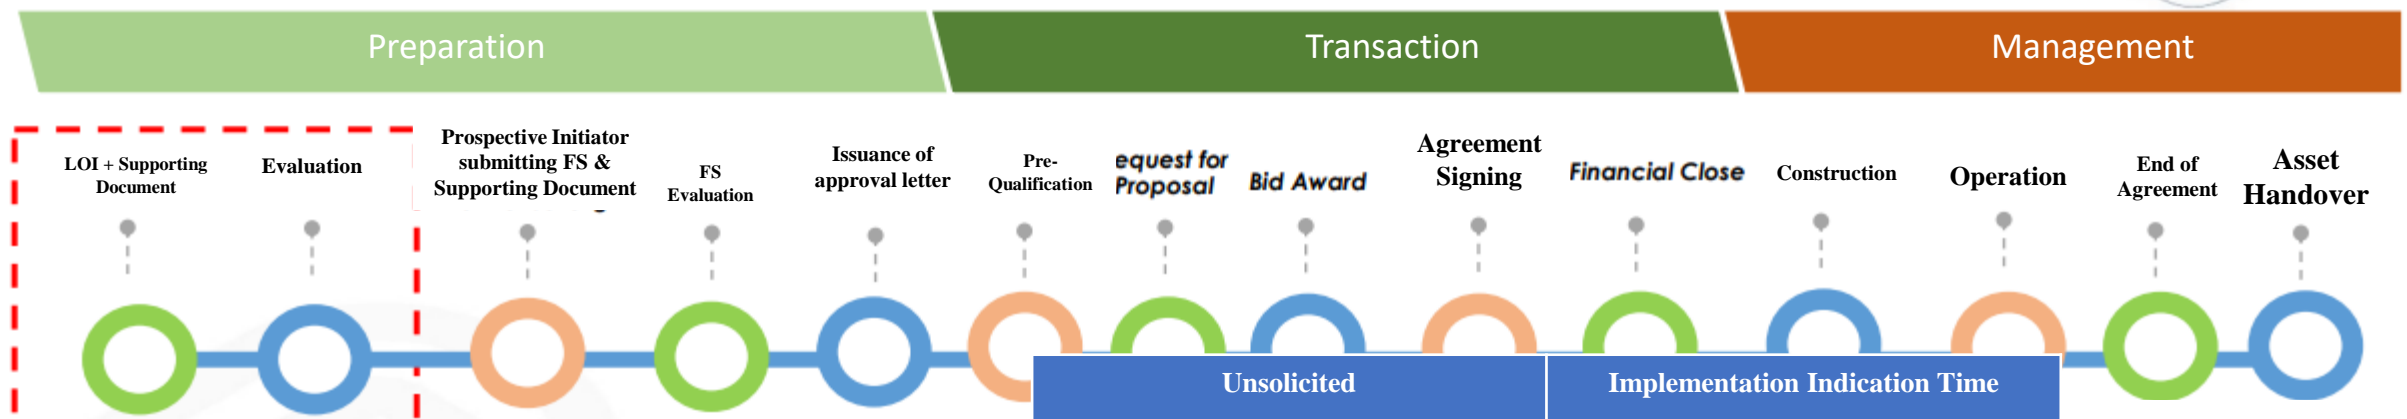 Preparation
Transaction
Management
LOI + Supporting
Document
Evaluation
Prospective Initiator
submitting FS &
Supporting Document
FS
Evaluation
Issuance of
approval letter
Pre-
Qualification
equest for
Proposal
Bid Award
Agreement
Signing
Financial Close
Construction
Operation
End of
Agreement
Asset
Handover
Unsolicited
Implementation Indication Time